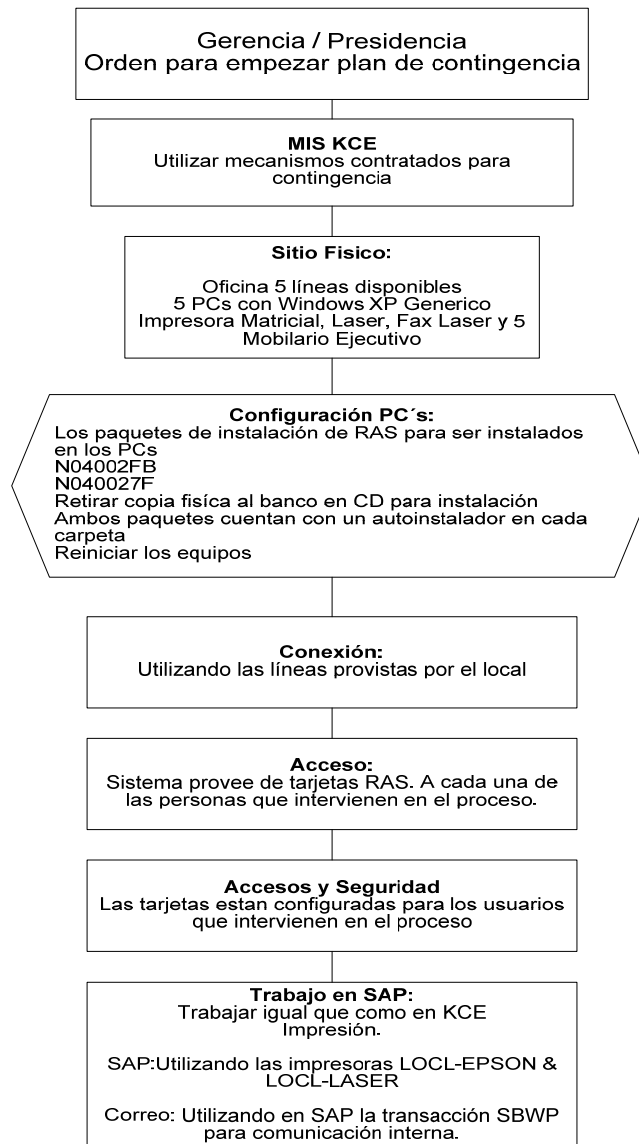 Gerencia / Presidencia
Orden para empezar plan de contingencia
MIS KCE
Utilizar mecanismos contratados para
contingencia
Sitio Fisico:
Oficina 5 líneas disponibles
5 PCs con Windows XP Generico
Impresora Matricial, Laser, Fax Laser y 5
Mobilario Ejecutivo
Configuración PC´s:
Los paquetes de instalación de RAS para ser instalados
en los PCs
N04002FB
N040027F
Retirar copia fisíca al banco en CD para instalación
Ambos paquetes cuentan con un autoinstalador en cada
carpeta
Reiniciar los equipos
Conexión:
Utilizando las líneas provistas por el local
Acceso:
Sistema provee de tarjetas RAS. A cada una de
las personas que intervienen en el proceso.
Accesos y Seguridad
Las tarjetas estan configuradas para los usuarios
que intervienen en el proceso
Trabajo en SAP:
Trabajar igual que como en KCE
Impresión.
SAP:Utilizando las impresoras LOCL-EPSON &
LOCL-LASER
Correo: Utilizando en SAP la transacción SBWP
para comunicación interna.